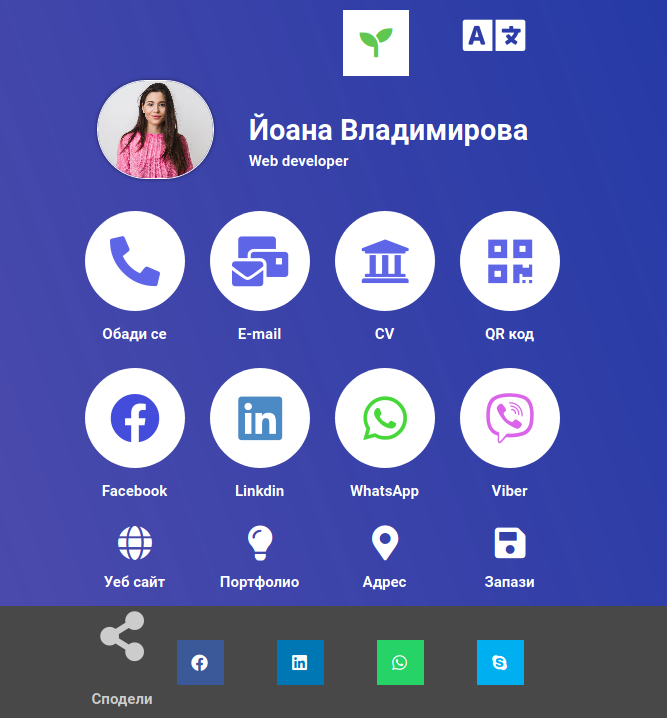 A 文
Йоана Владимирова
Web developer
Обади се E-mail CV QR код
Facebook Linkdin WhatsApp Viber
Уеб сайт Портфолио Адрес Запази
Сподели